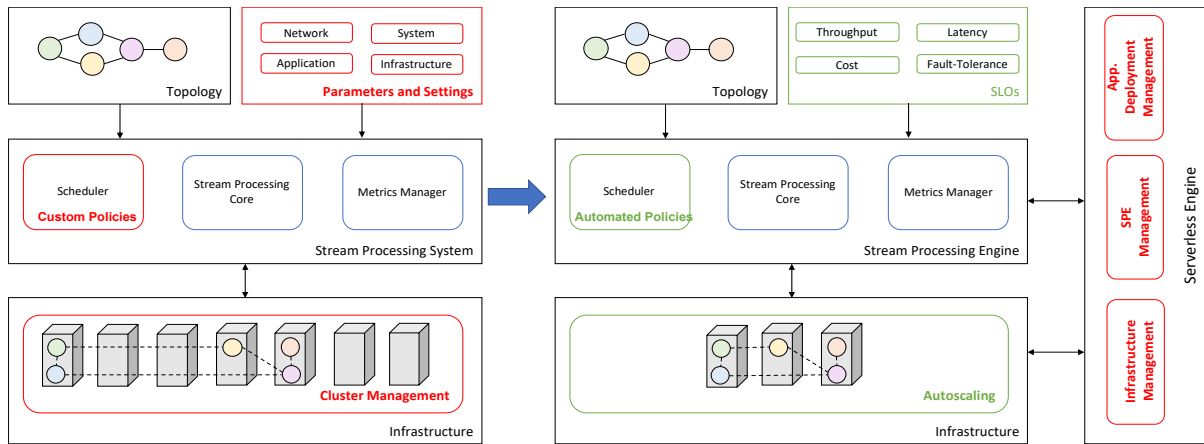 Network
System
Application
Infrastructure
Topology
Parameters and Settings
Scheduler
Custom Policies
Stream Processing
Core
Metrics Manager
Stream Processing System
Cluster Management
Infrastructure
Throughput
Latency
Cost
Fault-Tolerance
Topology
SLOs
Scheduler
Automated Policies
Stream Processing
Core
Metrics Manager
Stream Processing Engine
Autoscaling
Infrastructure
App.
Deployment
Management
SPE
Management
Infrastructure
Management
Serverless Engine